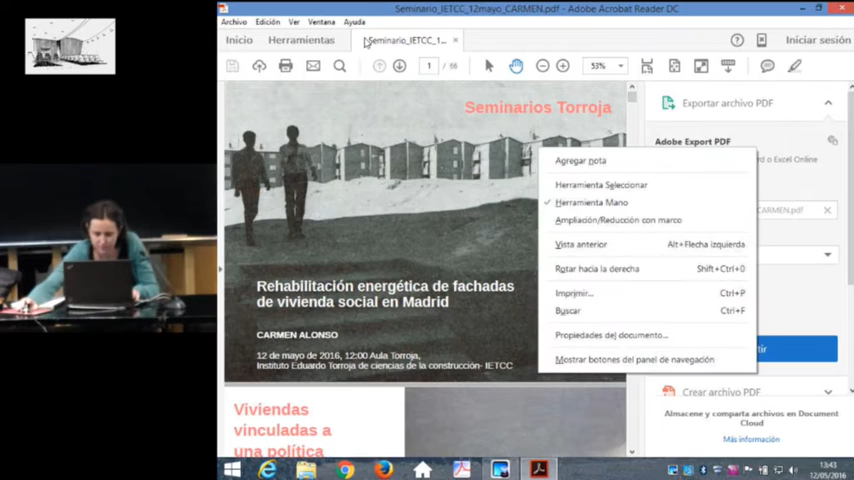 Seminario_IETCC_12mayo_CARMEN.pdf - Adobe Acrobat Reader DC
Archivo Edición Ver Ventana Ayuda
Inicio Herramientas Seminario_IETCC_1... × Iniciar sesión
1 / 66 53%
Seminarios Torroja
Rehabilitación energética de fachadas
de vivienda social en Madrid
CARMEN ALONSO
12 de mayo de 2016, 12:00 Aula Torroja,
Instituto Eduardo Torroja de ciencias de la construcción- IETCC
Viviendas
vinculadas a
una política
Agregar nota
Herramienta Seleccionar
Herramienta Mano
Ampliación/Reducción con marco
Vista anterior Alt+Flecha izquierda
Rotar hacia la derecha Shift+Ctrl+0
Imprimir... Ctrl+P
Buscar Ctrl+F
Propiedades del documento...
Mostrar botones del panel de navegación
Exportar archivo PDF
Adobe Export PDF
d o Excel Online
CARMEN.pdf
tir
Crear archivo PDF
Almacene y comparta archivos en Document
Cloud
Más información
13:43
12/05/2016